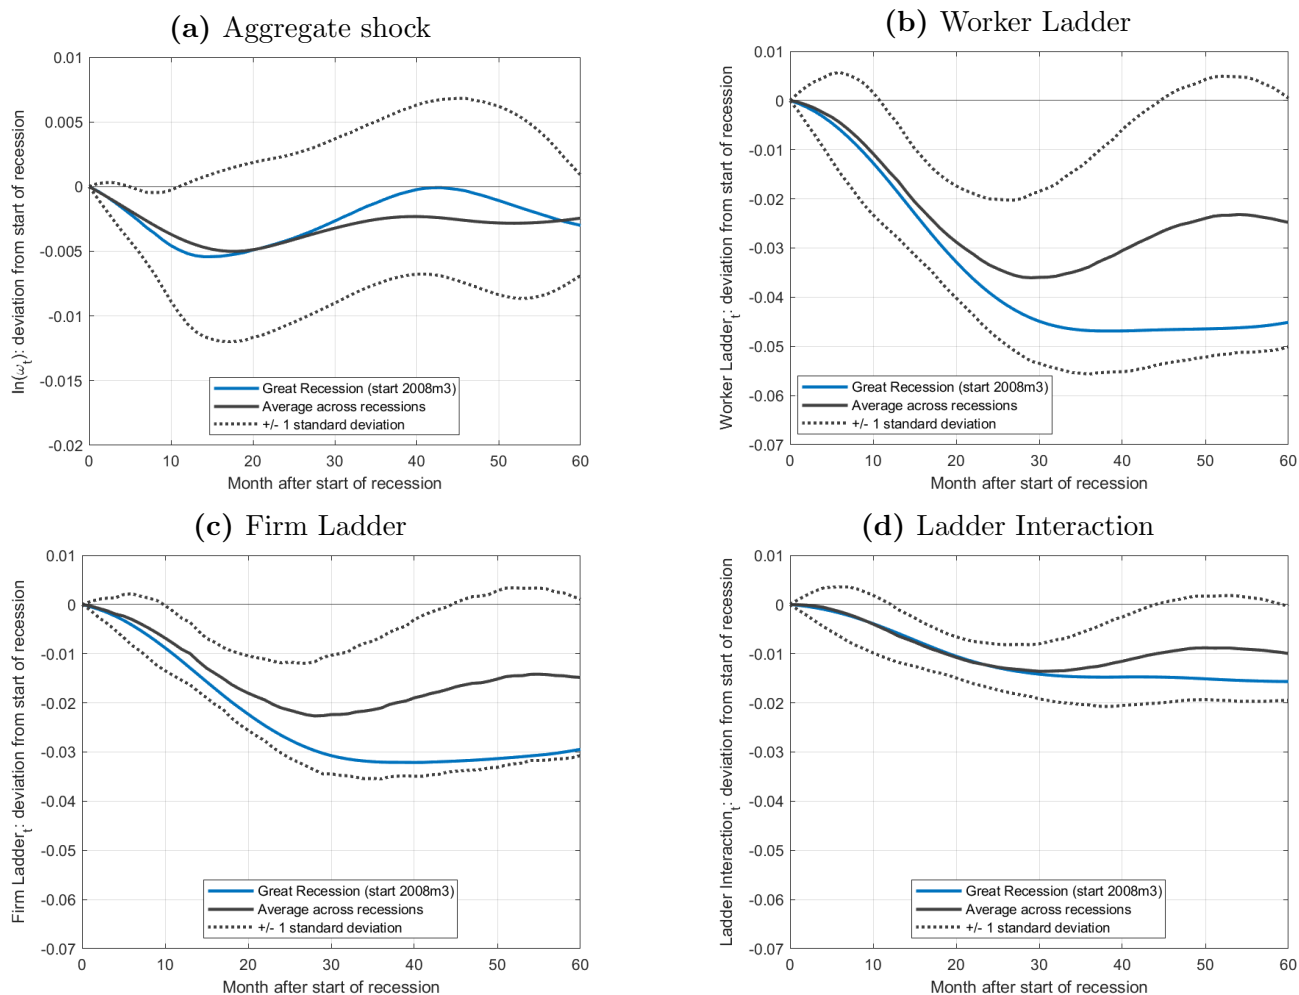 (a) Aggregate shock
0.01
0.005
0
-0.005
-0.01
-0.015
-0.02
ln(ωt): deviation from start of recession
Great Recession (start 2008m3)
Average across recessions
+/- 1 standard deviation
0 10 20 30 40 50 60
Month after start of recession
(b) Worker Ladder
0.01
0
-0.01
-0.02
-0.03
-0.04
-0.05
-0.06
-0.07
Worker Laddert: deviation from start of recession
Great Recession (start 2008m3)
Average across recessions
+/- 1 standard deviation
0 10 20 30 40 50 60
Month after start of recession
(c) Firm Ladder
0.01
0
-0.01
-0.02
-0.03
-0.04
-0.05
-0.06
-0.07
Firm Laddert: deviation from start of recession
Great Recession (start 2008m3)
Average across recessions
+/- 1 standard deviation
0 10 20 30 40 50 60
Month after start of recession
(d) Ladder Interaction
0.01
0
-0.01
-0.02
-0.03
-0.04
-0.05
-0.06
-0.07
Ladder Interactiont: deviation from start of recession
Great Recession (start 2008m3)
Average across recessions
+/- 1 standard deviation
0 10 20 30 40 50 60
Month after start of recession